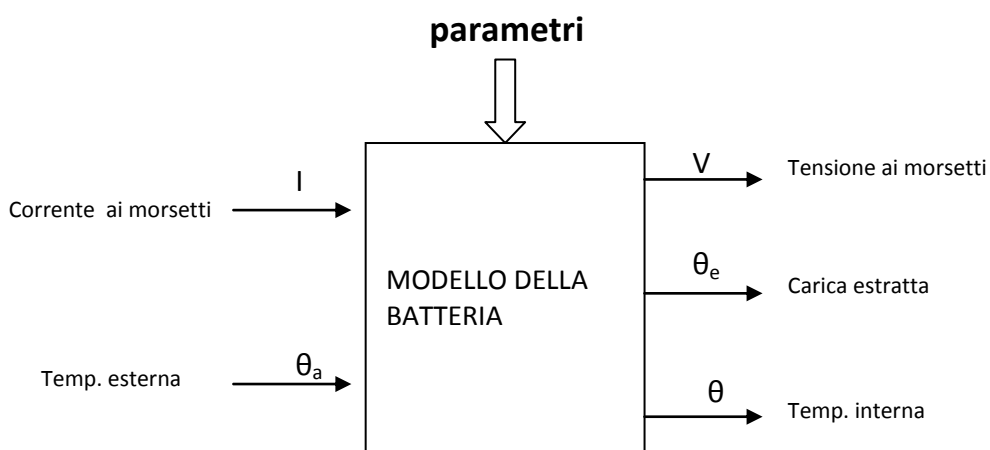 parametri
I
Corrente ai morsetti
θa
Temp. esterna
MODELLO DELLA
BATTERIA
V
Tensione ai morsetti
θe
Carica estratta
θ
Temp. interna